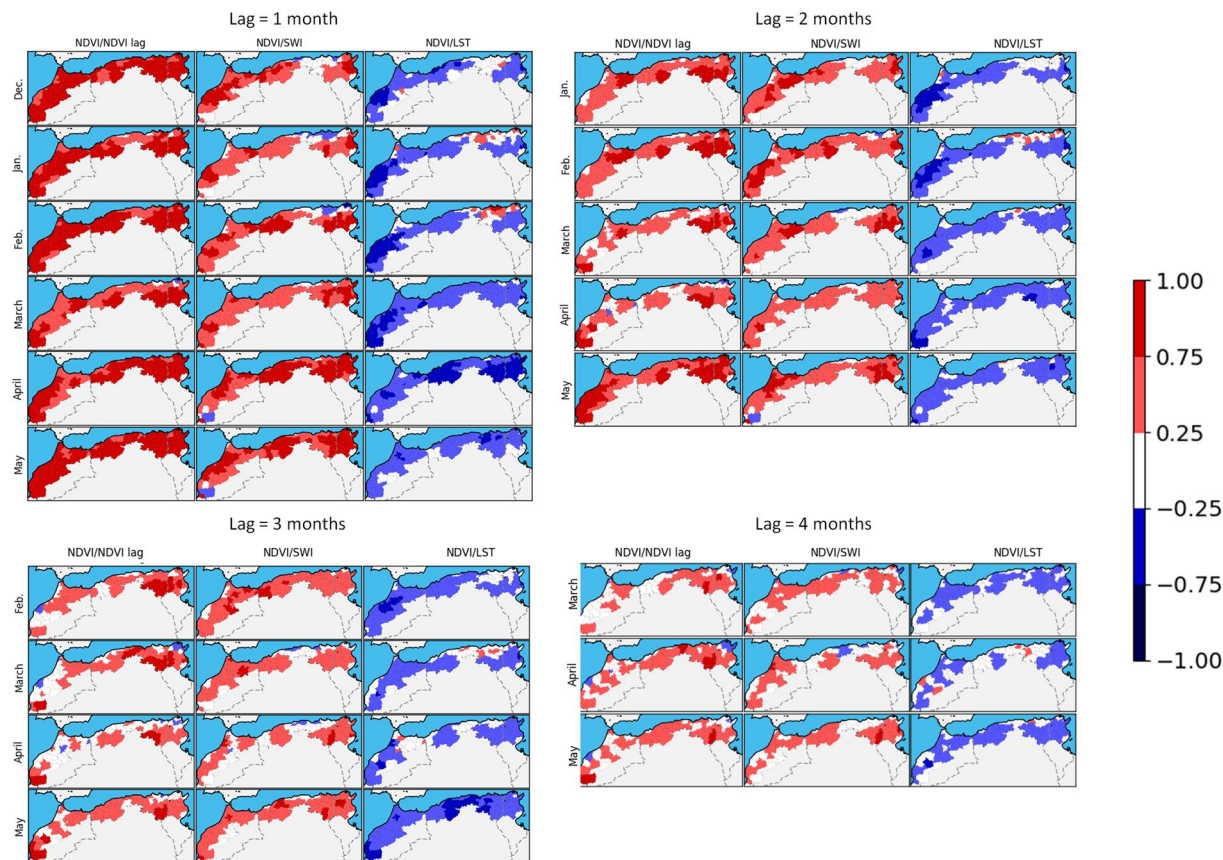 Lag = 1 month
NDVI/NDVI lag NDVI/SWI NDVI/LST
Dec.
Jan.
Feb.
March
April
May
Lag = 2 months
NDVI/NDVI lag NDVI/SWI NDVI/LST
Jan.
Feb.
March
April
May
Lag = 3 months
NDVI/NDVI lag NDVI/SWI NDVI/LST
Feb.
March
April
May
Lag = 4 months
NDVI/NDVI lag NDVI/SWI NDVI/LST
March
April
May
1.00
0.75
0.25
−0.25
−0.75
−1.00